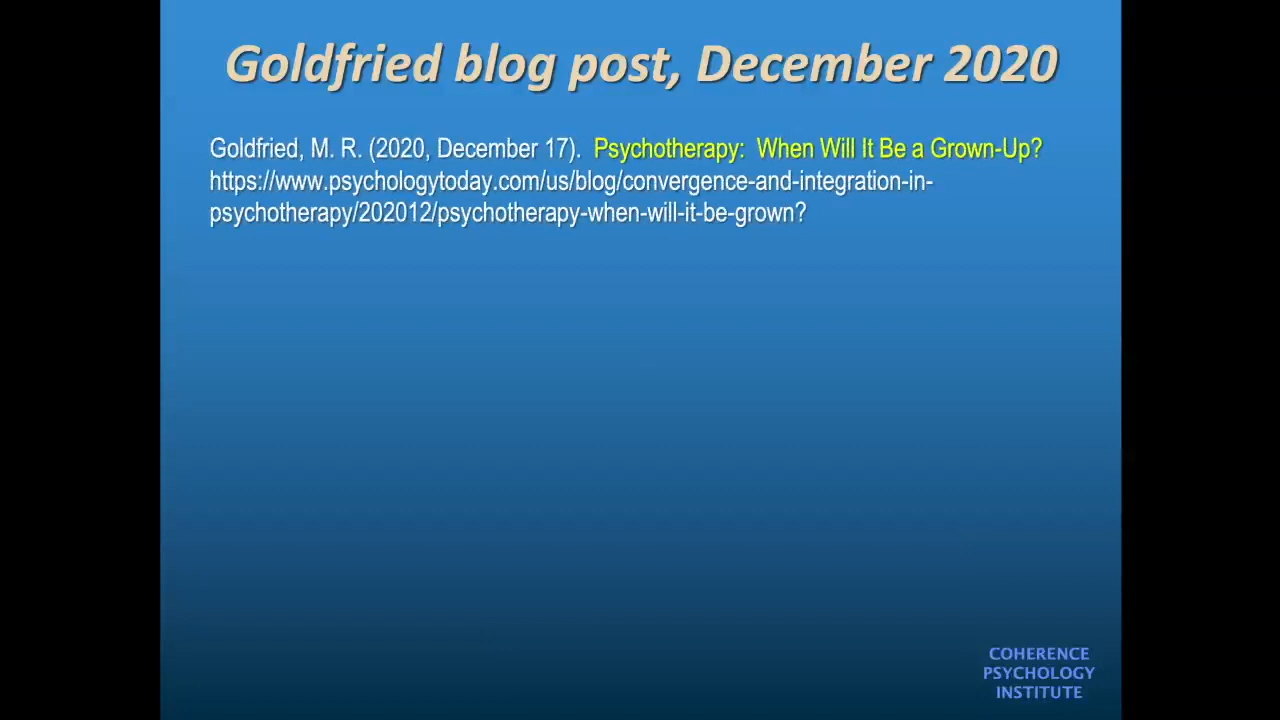 Goldfried blog post, December 2020
Goldfried, M. R. (2020, December 17).  Psychotherapy:  When Will It Be a Grown-Up?
https://www.psychologytoday.com/us/blog/convergence-and-integration-in-
psychotherapy/202012/psychotherapy-when-will-it-be-grown?
COHERENCE
PSYCHOLOGY
INSTITUTE